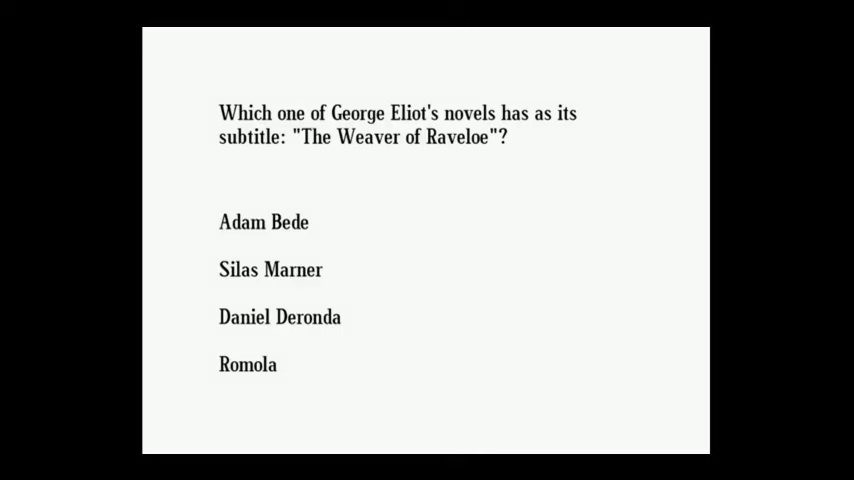 Which one of George Eliot's novels has as its
subtitle: "The Weaver of Raveloe"?
Adam Bede
Silas Marner
Daniel Deronda
Romola